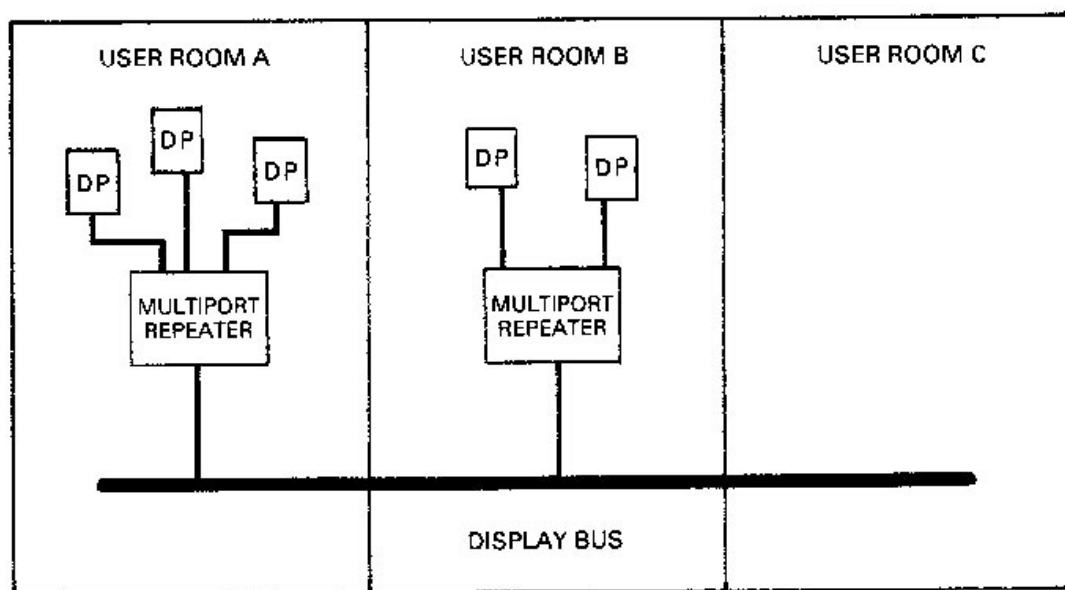 USER ROOM A
USER ROOM B
USER ROOM C
DP
DP
DP
DP
DP
MULTIPORT
REPEATER
MULTIPORT
REPEATER
DISPLAY BUS